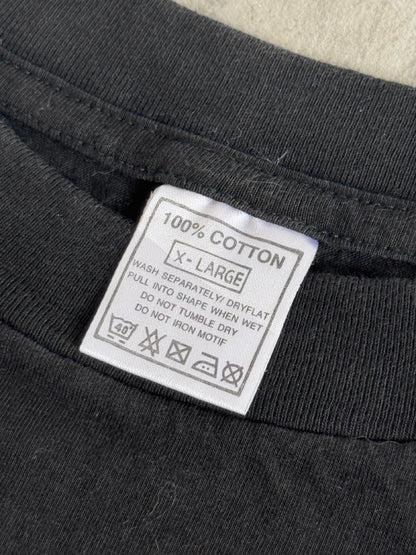 100% COTTON
X-LARGE
WASH SEPARATELY/ DRYFLAT
PULL INTO SHAPE WHEN WET
DO NOT TUMBLE DRY
DO NOT IRON MOTIF
40°